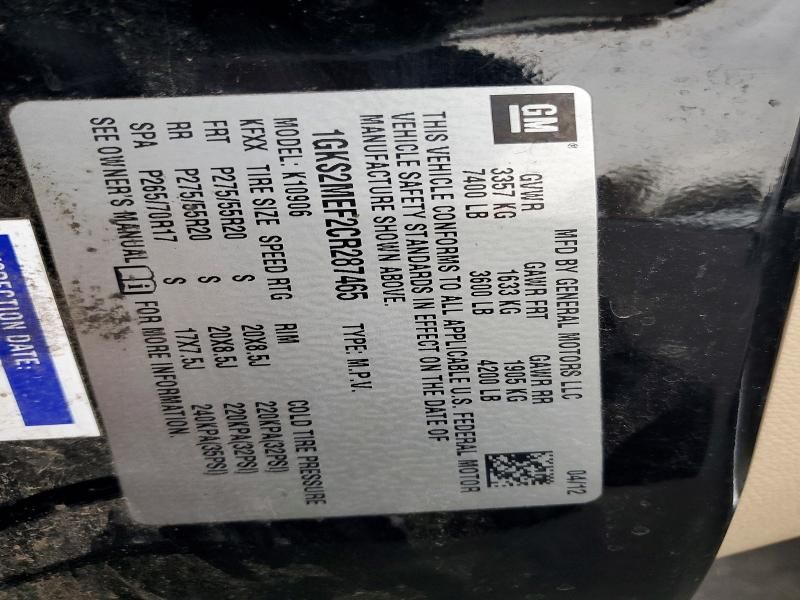 GM
MFD BY GENERAL MOTORS LLC 04/12
GVWR GAWR FRT GAWR RR
3357 KG 1633 KG 1905 KG
7400 LB 3600 LB 4200 LB
THIS VEHICLE CONFORMS TO ALL APPLICABLE U.S. FEDERAL MOTOR
VEHICLE SAFETY STANDARDS IN EFFECT ON THE DATE OF
MANUFACTURE SHOWN ABOVE.
1GKS2MEF2CR287465 TYPE: M.P.V.
MODEL: K10906
KFXX TIRE SIZE SPEED RTG RIM COLD TIRE PRESSURE
FRT P275/55R20 S 20X8.5J 220KPA(32PSI)
RR P275/55R20 S 20X8.5J 220KPA(32PSI)
SPA P265/70R17 S 17X7.5J 240KPA(35PSI)
SEE OWNER'S MANUAL FOR MORE INFORMATION.
DATE: